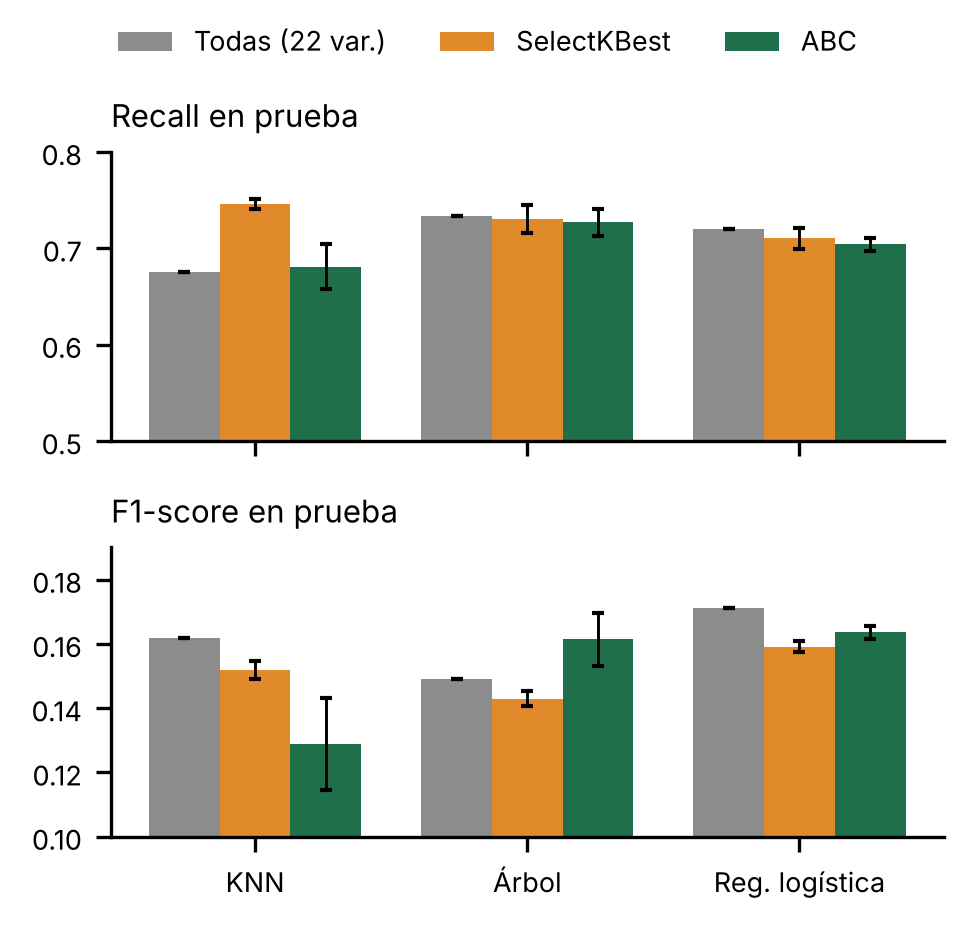 Todas (22 var.) SelectKBest ABC
Recall en prueba
0.8
0.7
0.6
0.5
F1-score en prueba
0.18
0.16
0.14
0.12
0.10
KNN Árbol Reg. logística